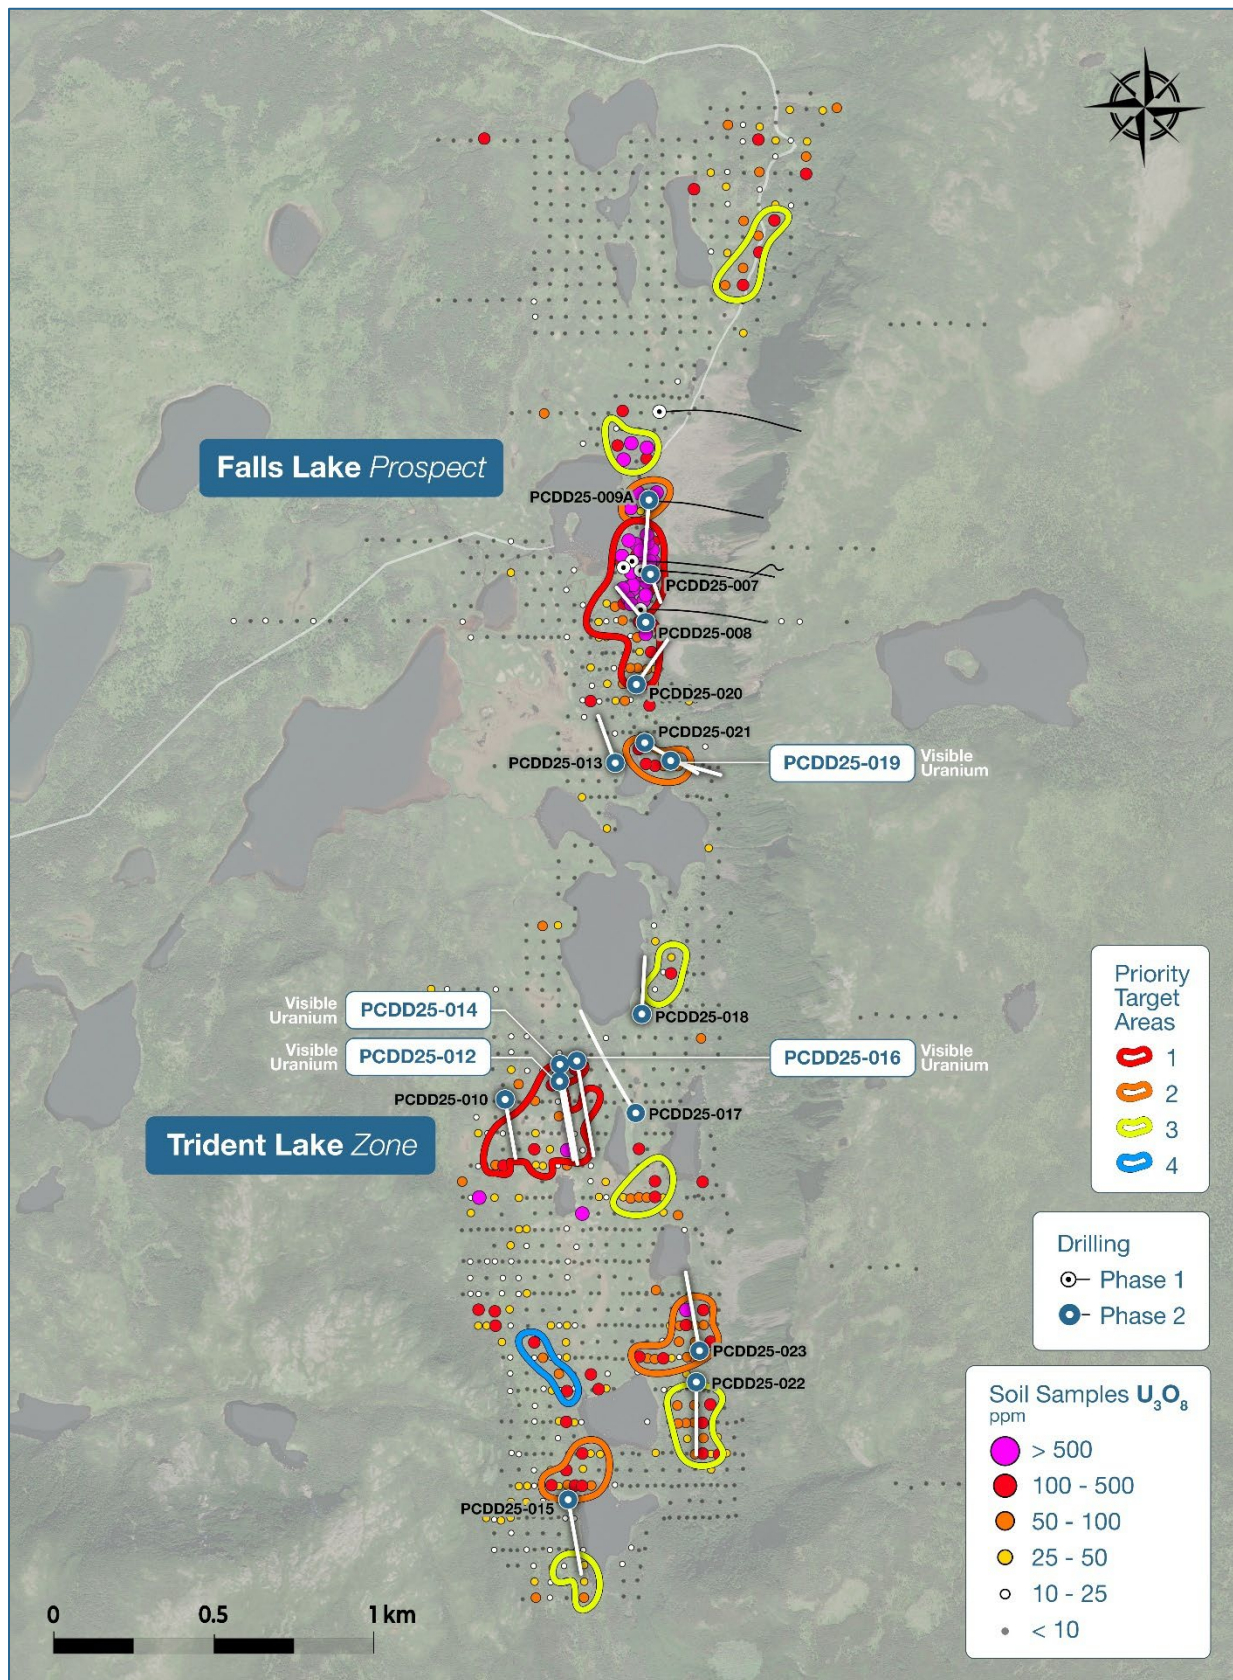 Falls Lake Prospect
PCDD25-009A
PCDD25-007
PCDD25-008
PCDD25-020
PCDD25-021
PCDD25-013
PCDD25-019
Visible
Uranium
PCDD25-018
Visible
Uranium
PCDD25-014
Visible
Uranium
PCDD25-012
PCDD25-016
Visible
Uranium
PCDD25-010
PCDD25-017
Trident Lake Zone
PCDD25-023
PCDD25-022
PCDD25-015
Priority
Target
Areas
1
2
3
4
Drilling
Phase 1
Phase 2
Soil Samples U₃O₈
ppm
> 500
100 - 500
50 - 100
25 - 50
10 - 25
< 10
0 0.5 1 km